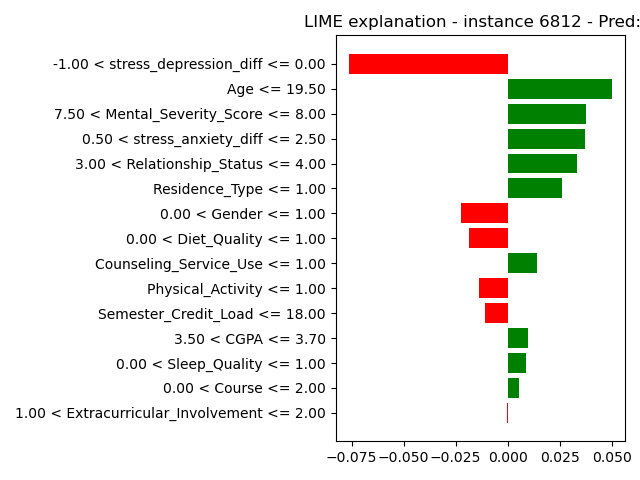 LIME explanation - instance 6812 - Pred:
-1.00 < stress_depression_diff <= 0.00
Age <= 19.50
7.50 < Mental_Severity_Score <= 8.00
0.50 < stress_anxiety_diff <= 2.50
3.00 < Relationship_Status <= 4.00
Residence_Type <= 1.00
0.00 < Gender <= 1.00
0.00 < Diet_Quality <= 1.00
Counseling_Service_Use <= 1.00
Physical_Activity <= 1.00
Semester_Credit_Load <= 18.00
3.50 < CGPA <= 3.70
0.00 < Sleep_Quality <= 1.00
0.00 < Course <= 2.00
1.00 < Extracurricular_Involvement <= 2.00
−0.075 −0.050 −0.025 0.000 0.025 0.050